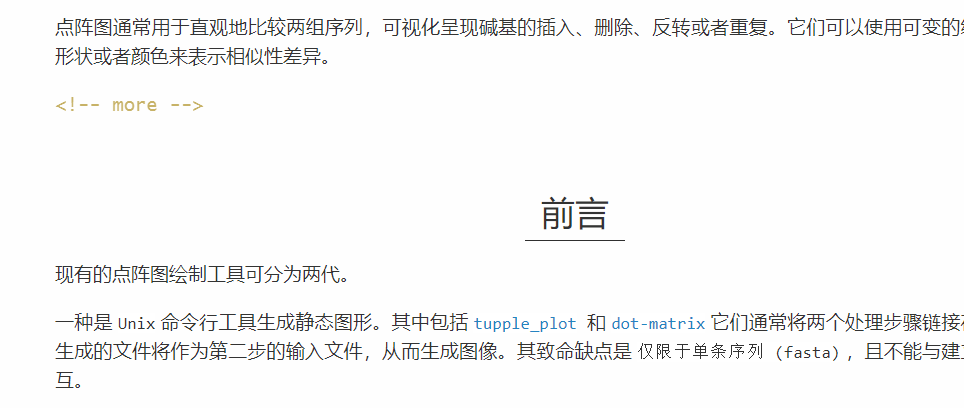 点阵图通常用于直观地比较两组序列，可视化呈现碱基的插入、删除、反转或者重复。它们可以使用可变的
形状或者颜色来表示相似性差异。
<!-- more -->
前言
现有的点阵图绘制工具可分为两代。
一种是 Unix 命令行工具生成静态图形。其中包括 tupple_plot 和 dot-matrix 它们通常将两个处理步骤链接
生成的文件将作为第二步的输入文件，从而生成图像。其致命缺点是 仅限于单条序列 (fasta)，且不能与建
互。